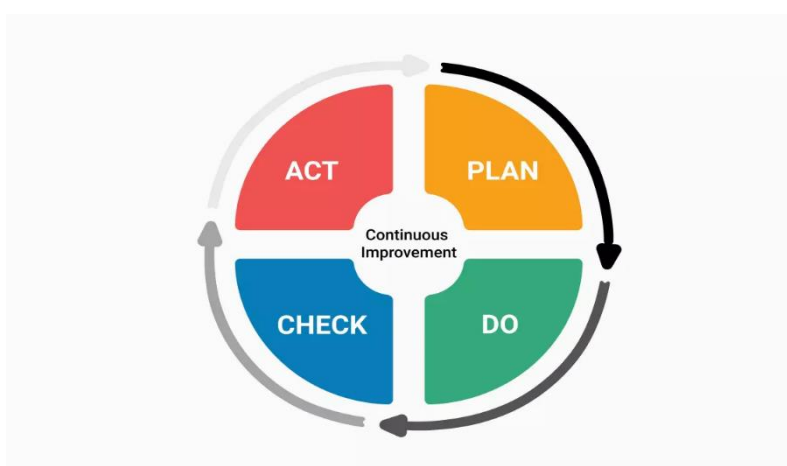 ACT
PLAN
Continuous
Improvement
CHECK
DO